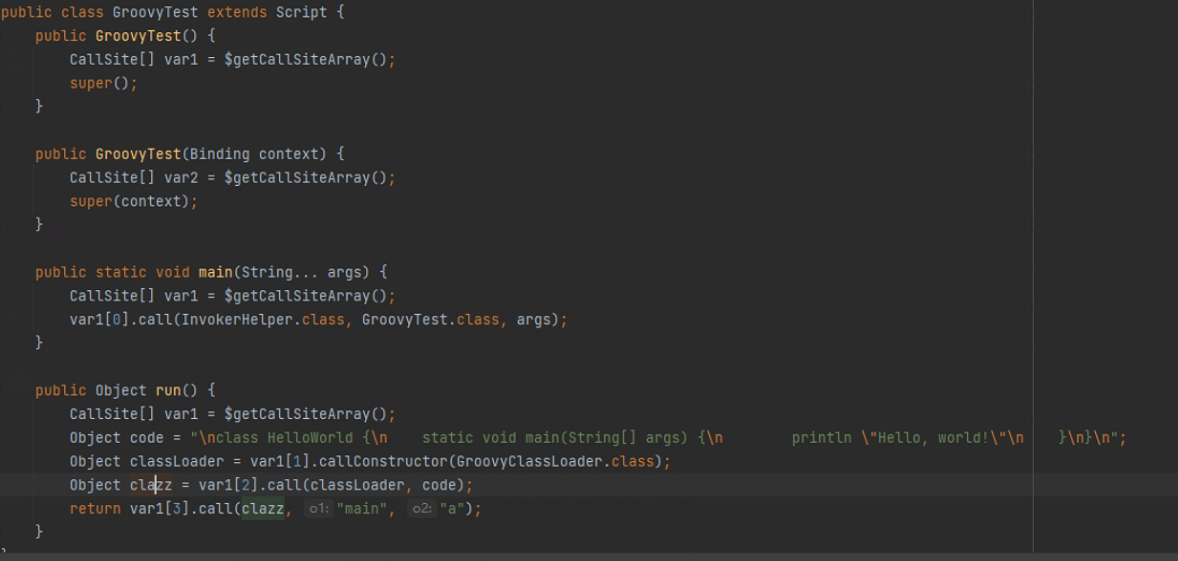 public class GroovyTest extends Script {
    public GroovyTest() {
        CallSite[] var1 = $getCallSiteArray();
        super();
    }
    public GroovyTest(Binding context) {
        CallSite[] var2 = $getCallSiteArray();
        super(context);
    }
    public static void main(String... args) {
        CallSite[] var1 = $getCallSiteArray();
        var1[0].call(InvokerHelper.class, GroovyTest.class, args);
    }
    public Object run() {
        CallSite[] var1 = $getCallSiteArray();
        Object code = "\nclass HelloWorld {\n    static void main(String[] args) {\n        println \"Hello, world!\"\n    }\n}\n";
        Object classLoader = var1[1].callConstructor(GroovyClassLoader.class);
        Object clazz = var1[2].call(classLoader, code);
        return var1[3].call(clazz, o1: "main", o2: "a");
    }
}